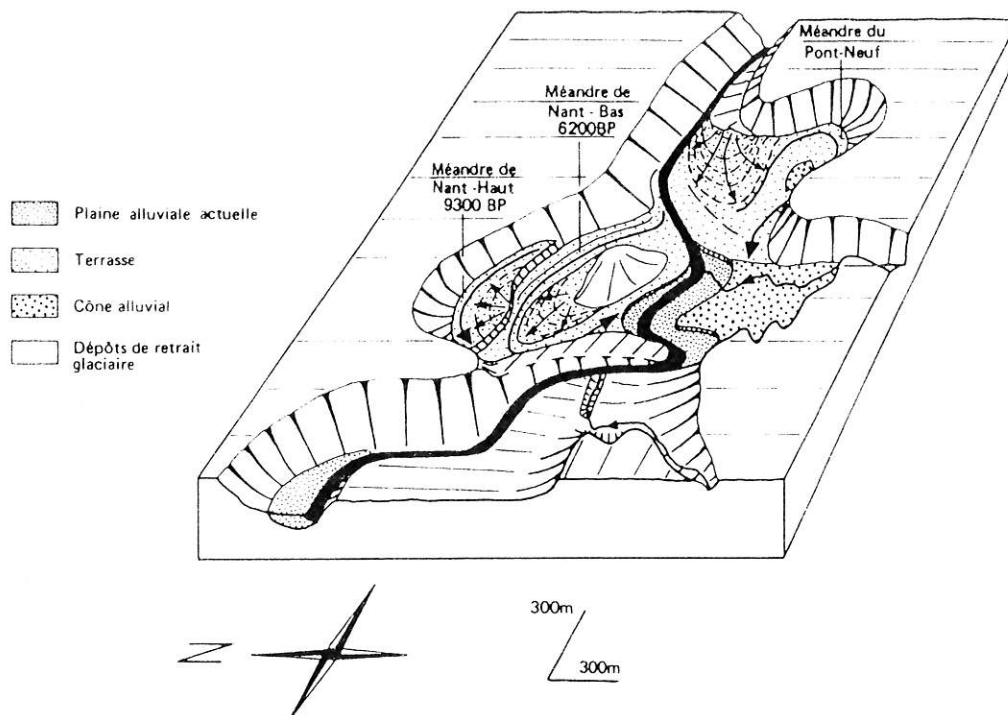 Méandre du
Pont-Neuf
Méandre de
Nant - Bas
6200BP
Méandre de
Nant -Haut
9300 BP
Plaine alluviale actuelle
Terrasse
Cône alluvial
Dépôts de retrait
glaciaire
N
300m
300m